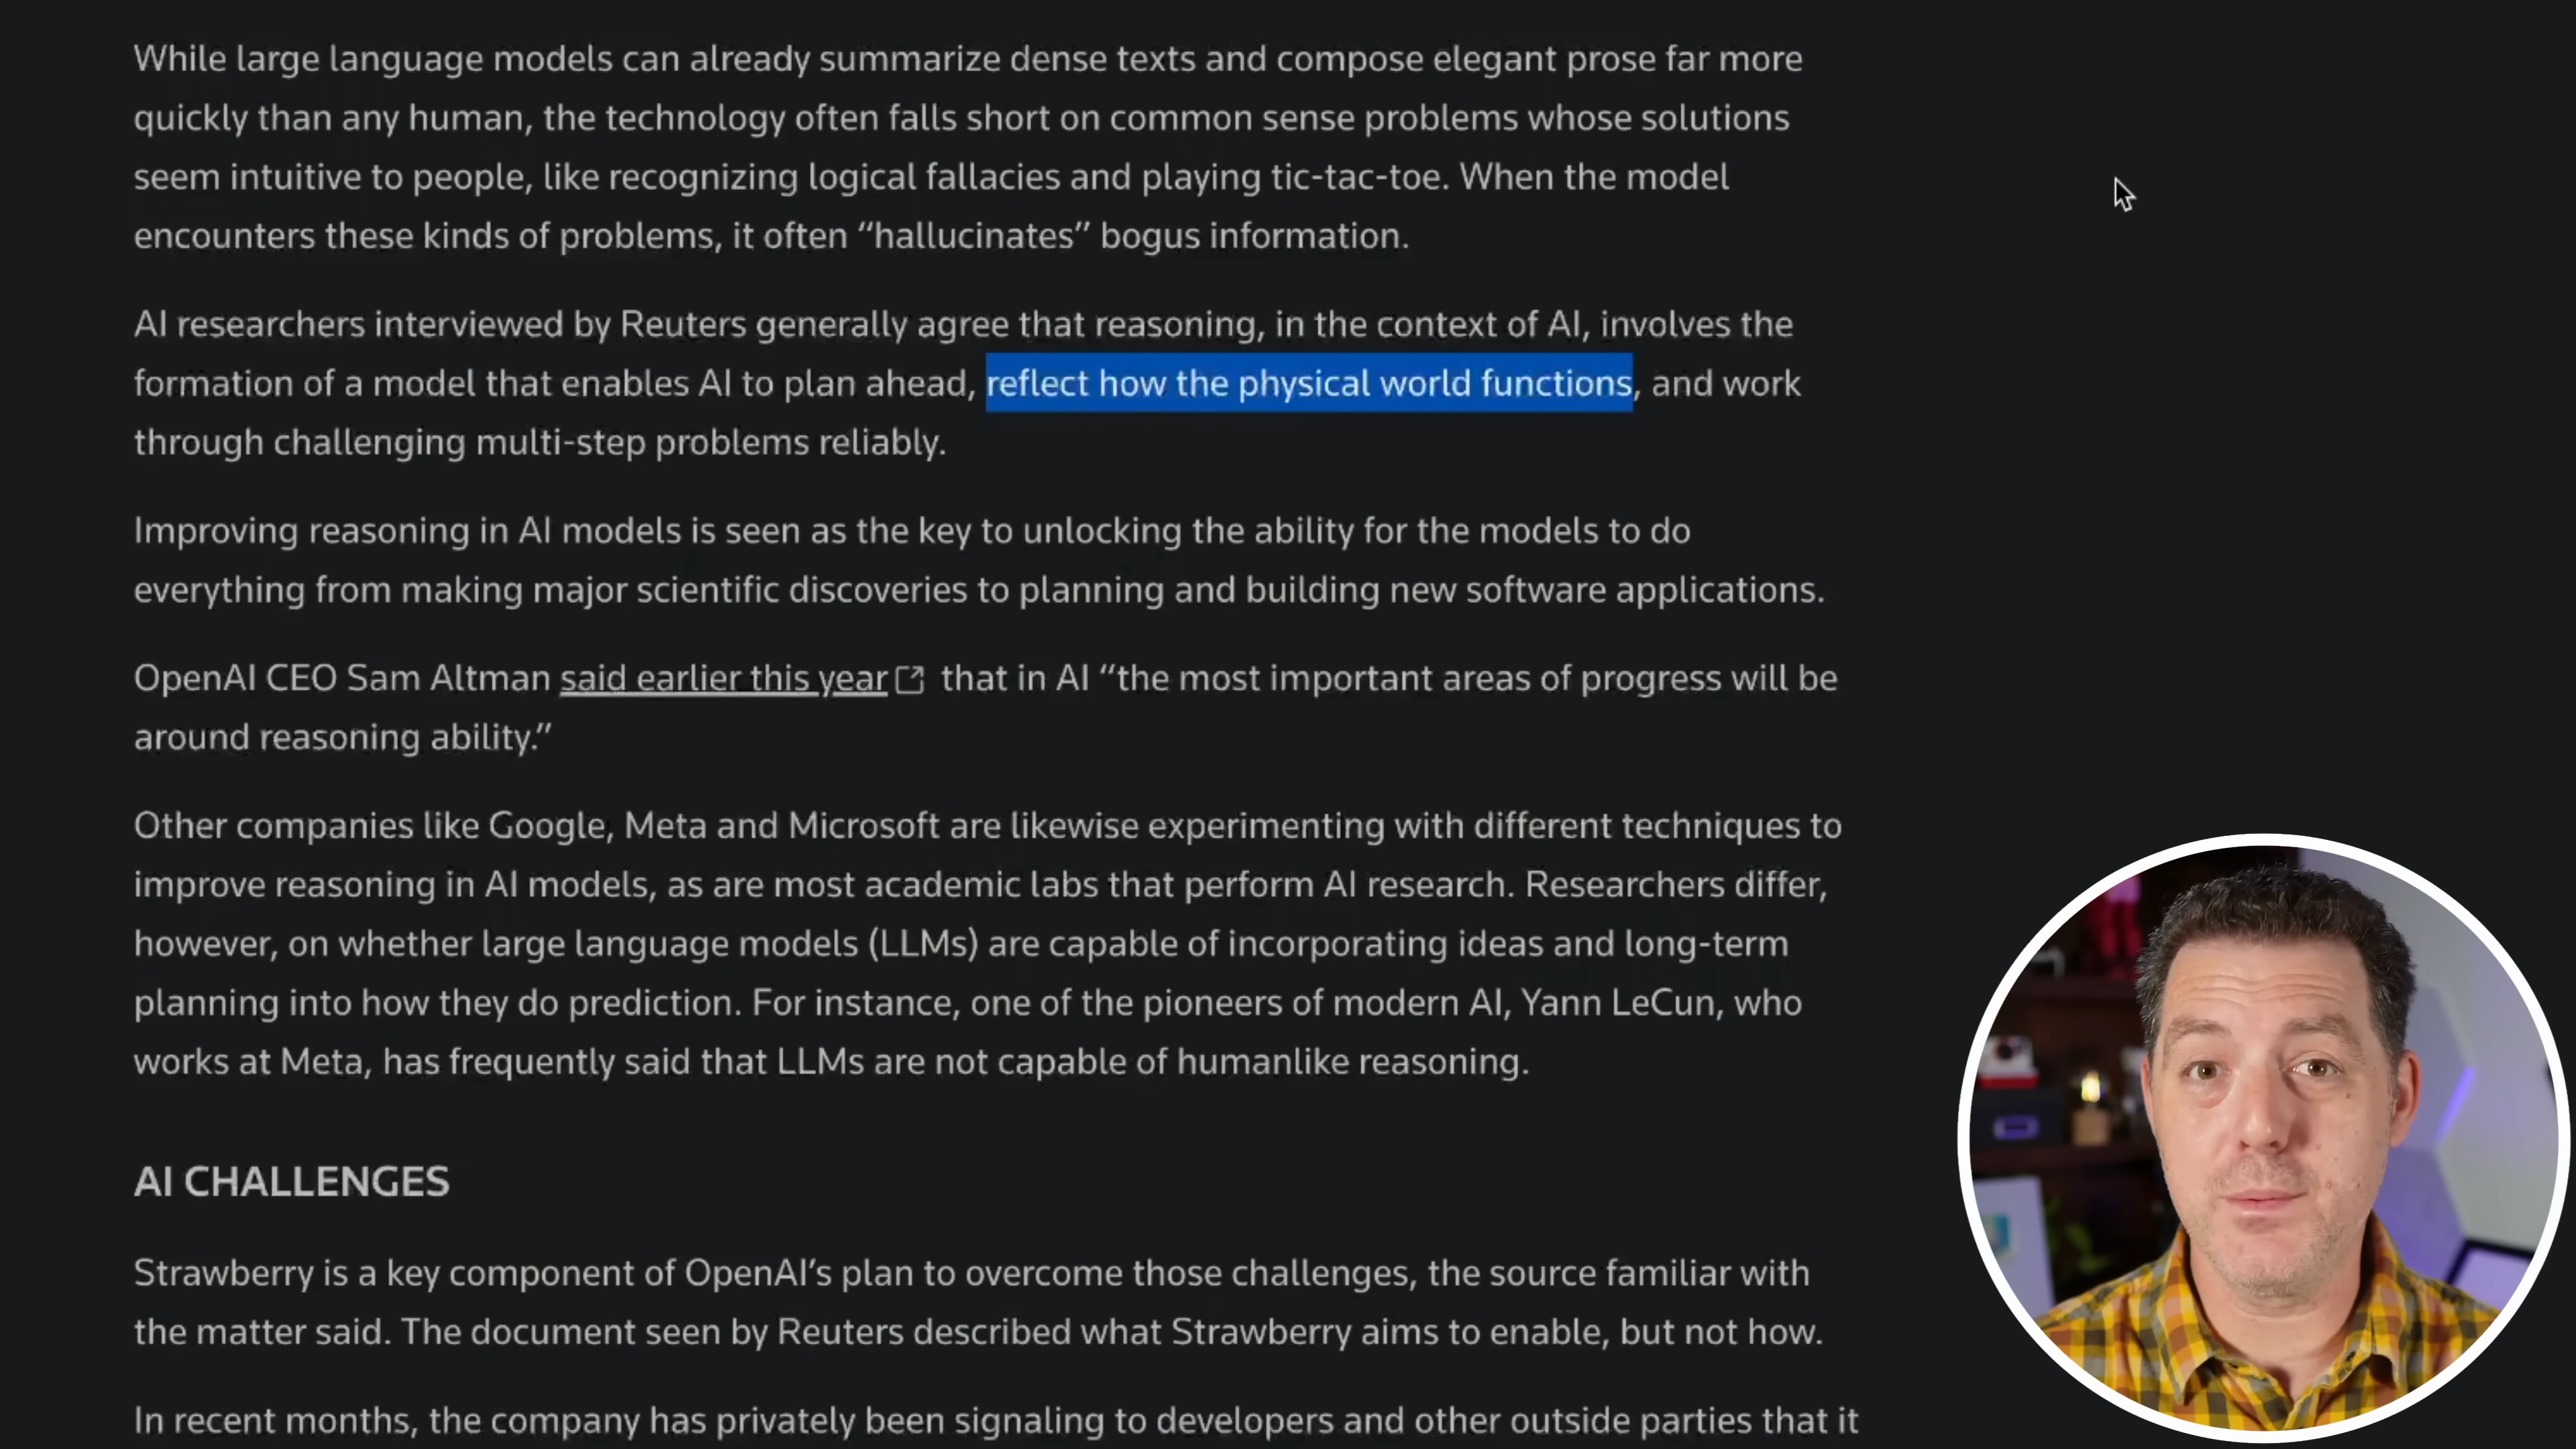 While large language models can already summarize dense texts and compose elegant prose far more
quickly than any human, the technology often falls short on common sense problems whose solutions
seem intuitive to people, like recognizing logical fallacies and playing tic-tac-toe. When the model
encounters these kinds of problems, it often “hallucinates” bogus information.
AI researchers interviewed by Reuters generally agree that reasoning, in the context of AI, involves the
formation of a model that enables AI to plan ahead, reflect how the physical world functions, and work
through challenging multi-step problems reliably.
Improving reasoning in AI models is seen as the key to unlocking the ability for the models to do
everything from making major scientific discoveries to planning and building new software applications.
OpenAI CEO Sam Altman said earlier this year that in AI “the most important areas of progress will be
around reasoning ability.”
Other companies like Google, Meta and Microsoft are likewise experimenting with different techniques to
improve reasoning in AI models, as are most academic labs that perform AI research. Researchers differ,
however, on whether large language models (LLMs) are capable of incorporating ideas and long-term
planning into how they do prediction. For instance, one of the pioneers of modern AI, Yann LeCun, who
works at Meta, has frequently said that LLMs are not capable of humanlike reasoning.
AI CHALLENGES
Strawberry is a key component of OpenAI’s plan to overcome those challenges, the source familiar with
the matter said. The document seen by Reuters described what Strawberry aims to enable, but not how.
In recent months, the company has privately been signaling to developers and other outside parties that it